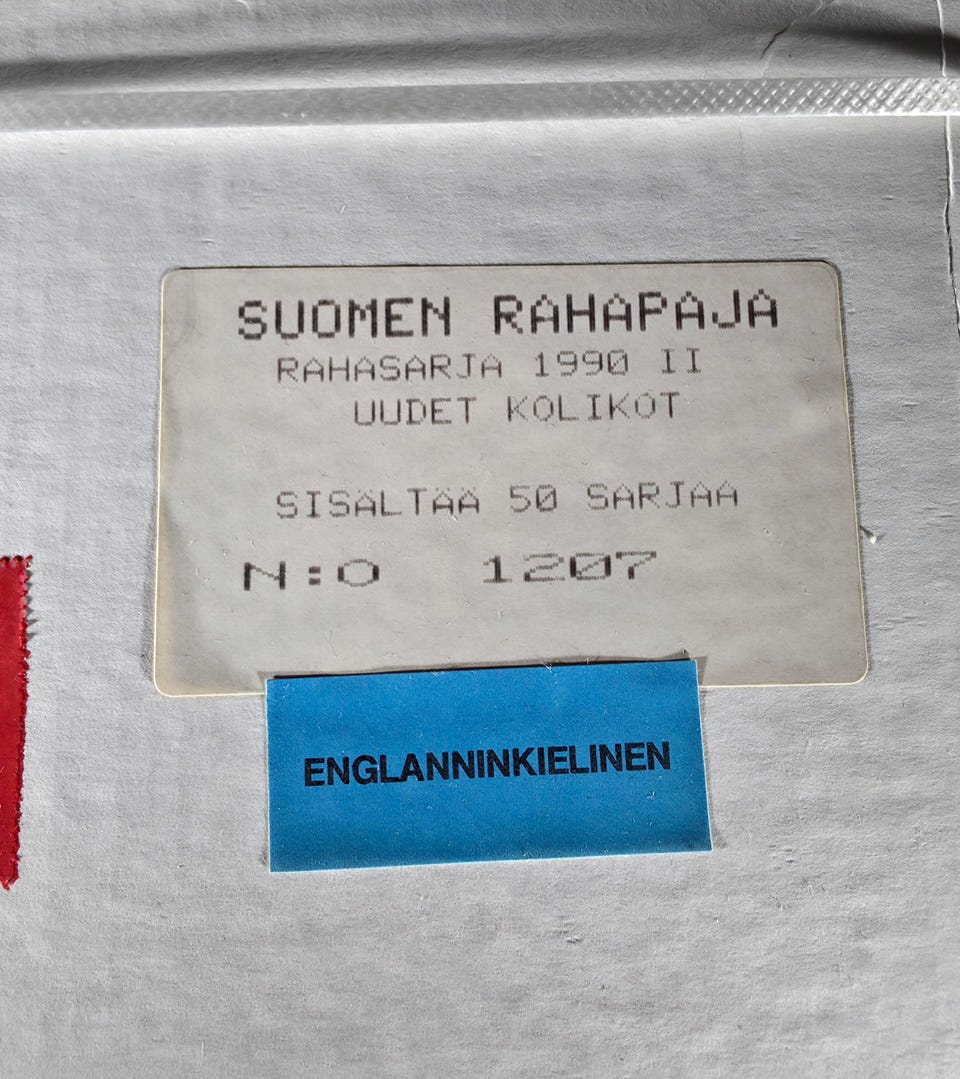 SUOMEN RAHAPAJA
RAHASARJA 1990 II
UUDET KOLIKOT
SISÄLTÄÄ 50 SARJAA
N:O 1207
ENGLANNINKIELINEN